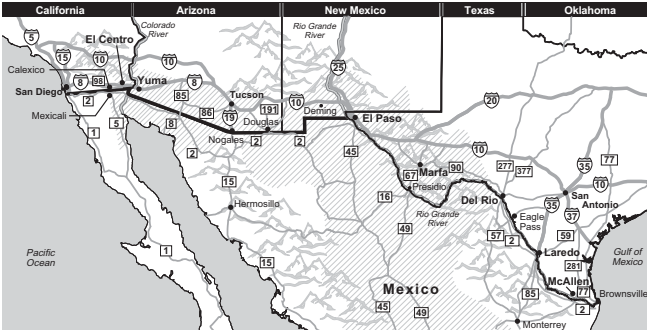 California
Arizona
New Mexico
Texas
Oklahoma
Colorado
River
Rio Grande
River
5
15
10
El Centro
10
25
Calexico
8
98
Yuma
8
Tucson
San Diego
2
85
86
19
191
10
Deming
20
Mexicali
Douglas
El Paso
1
5
8
2
Nogales
2
2
45
10
35
77
Marfa
90
277
377
67
Presidio
10
15
Hermosillo
16
Rio Grande
River
Del Rio
35
San
Antonio
37
Eagle
Pass
49
57
2
59
Pacific
Ocean
1
Laredo
Gulf of
Mexico
15
281
McAllen
77
Mexico
85
Brownsville
45
49
2
Monterrey